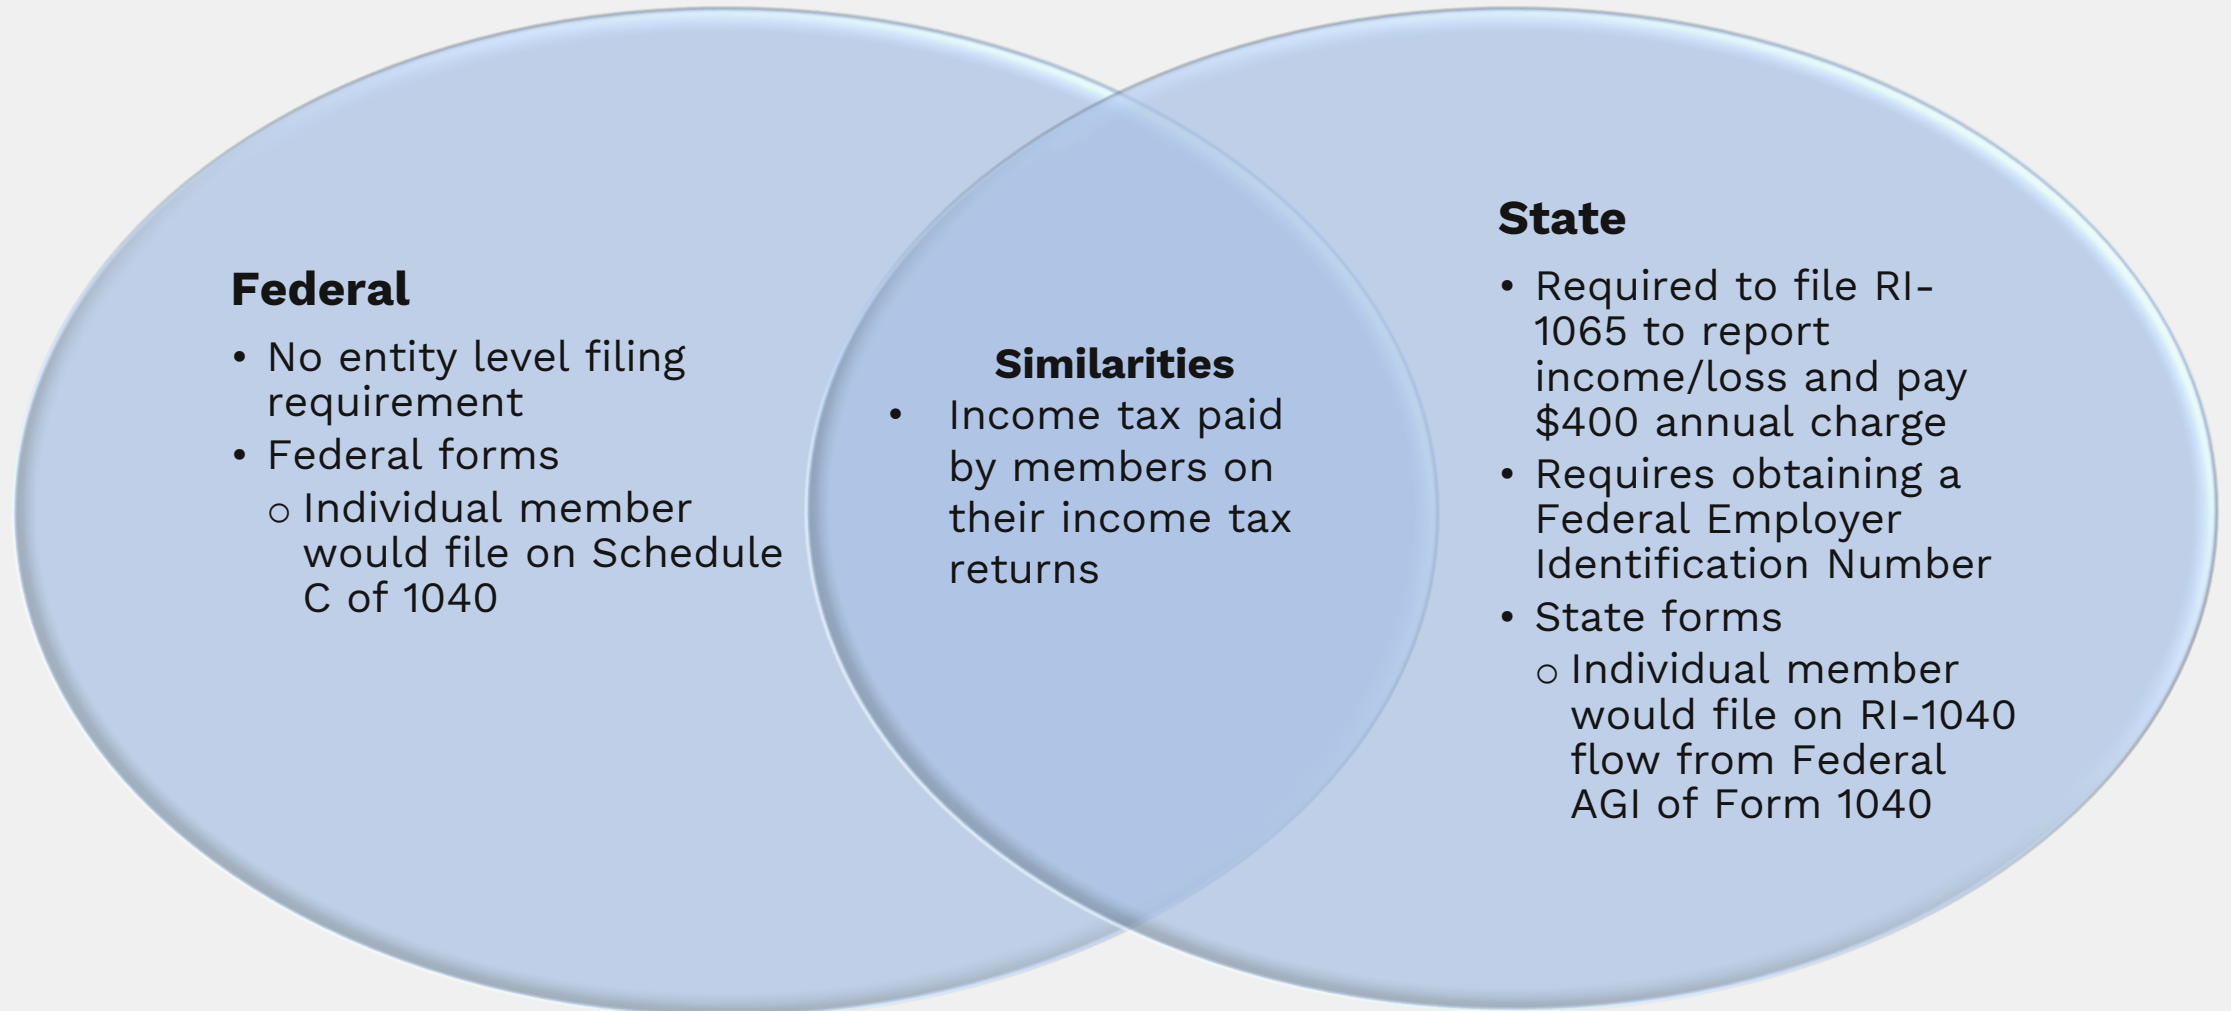 Federal
• No entity level filing
requirement
• Federal forms
o Individual member
would file on Schedule
C of 1040
Similarities
• Income tax paid
by members on
their income tax
returns
State
• Required to file RI-
1065 to report
income/loss and pay
$400 annual charge
• Requires obtaining a
Federal Employer
Identification Number
• State forms
o Individual member
would file on RI-1040
flow from Federal
AGI of Form 1040